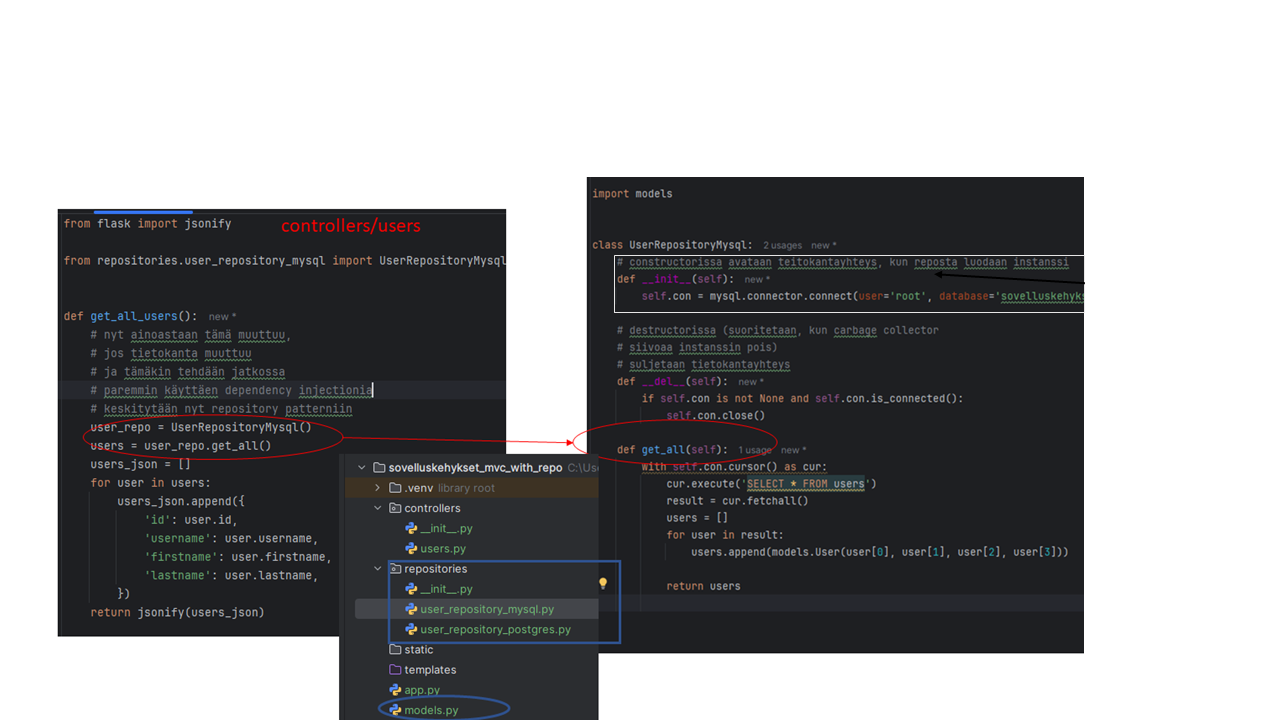 controllers/users
from flask import jsonify
from repositories.user_repository_mysql import UserRepositoryMysql
def get_all_users(): new *
# nyt ainoastaan tämä muuttuu,
# jos tietokanta muuttuu
# ja tämäkin tehdään jatkossa
# paremmin käyttäen dependency injectionia
# keskitytään nyt repository patterniin
user_repo = UserRepositoryMysql()
users = user_repo.get_all()
users_json = []
for user in users:
users_json.append({
'id': user.id,
'username': user.username,
'firstname': user.firstname,
'lastname': user.lastname,
})
return jsonify(users_json)
sovelluskehykset_mvc_with_repo C:\Us
.venv library root
controllers
__init__.py
users.py
repositories
__init__.py
user_repository_mysql.py
user_repository_postgres.py
static
templates
app.py
models.py
import models
class UserRepositoryMysql: 2 usages new *
# constructorissa avataan teitokantayhteys, kun reposta luodaan instanssi
def __init__(self): new *
self.con = mysql.connector.connect(user='root', database='sovelluskehyks
# destructorissa (suoritetaan, kun carbage collector
# siivoaa instanssin pois)
# suljetaan tietokantayhteys
def __del__(self): new *
if self.con is not None and self.con.is_connected():
self.con.close()
def get_all(self): 1 usage new *
with self.con.cursor() as cur:
cur.execute('SELECT * FROM users')
result = cur.fetchall()
users = []
for user in result:
users.append(models.User(user[0], user[1], user[2], user[3]))
return users